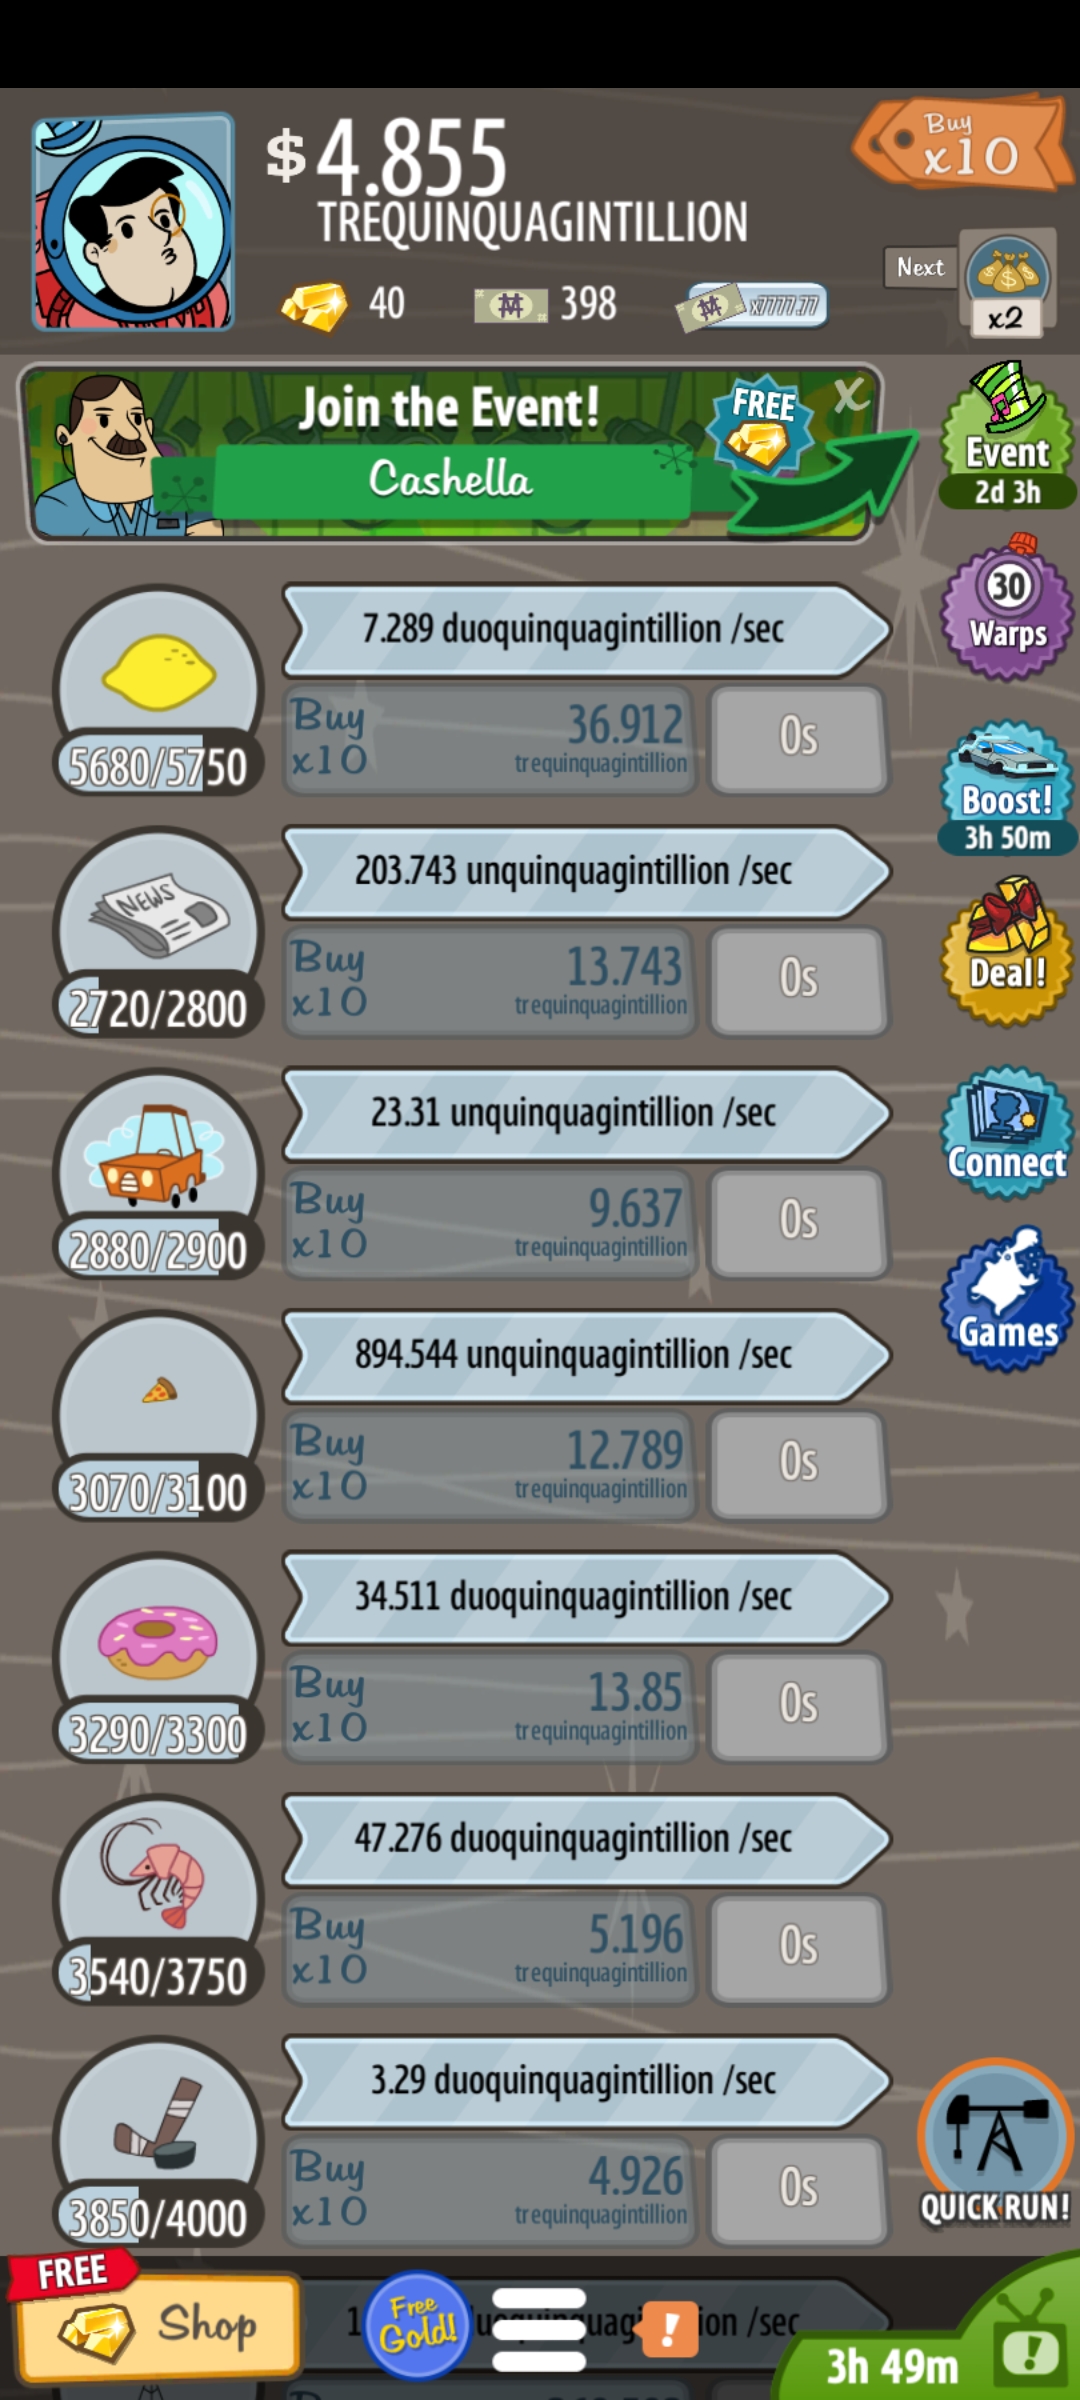 $4.855
TREQUINQUAGINTILLION
Buy
x10
40
398
x7777.77
Next
x2
Join the Event!
FREE
X
Cashella
Event
2d 3h
30
Warps
7.289 duoquinquagintillion /sec
Buy
x10
36.912
trequinquagintillion
0s
5680/5750
Boost!
3h 50m
NEWS
203.743 unquinquagintillion /sec
Buy
x10
13.743
trequinquagintillion
0s
2720/2800
Deal!
23.31 unquinquagintillion /sec
Buy
x10
9.637
trequinquagintillion
0s
2880/2900
Connect
894.544 unquinquagintillion /sec
Buy
x10
12.789
trequinquagintillion
0s
3070/3100
Games
34.511 duoquinquagintillion /sec
Buy
x10
13.85
trequinquagintillion
0s
3290/3300
47.276 duoquinquagintillion /sec
Buy
x10
5.196
trequinquagintillion
0s
3540/3750
3.29 duoquinquagintillion /sec
Buy
x10
4.926
trequinquagintillion
0s
3850/4000
QUICK RUN!
FREE
Shop
Free
Gold!
!
/sec
3h 49m
!